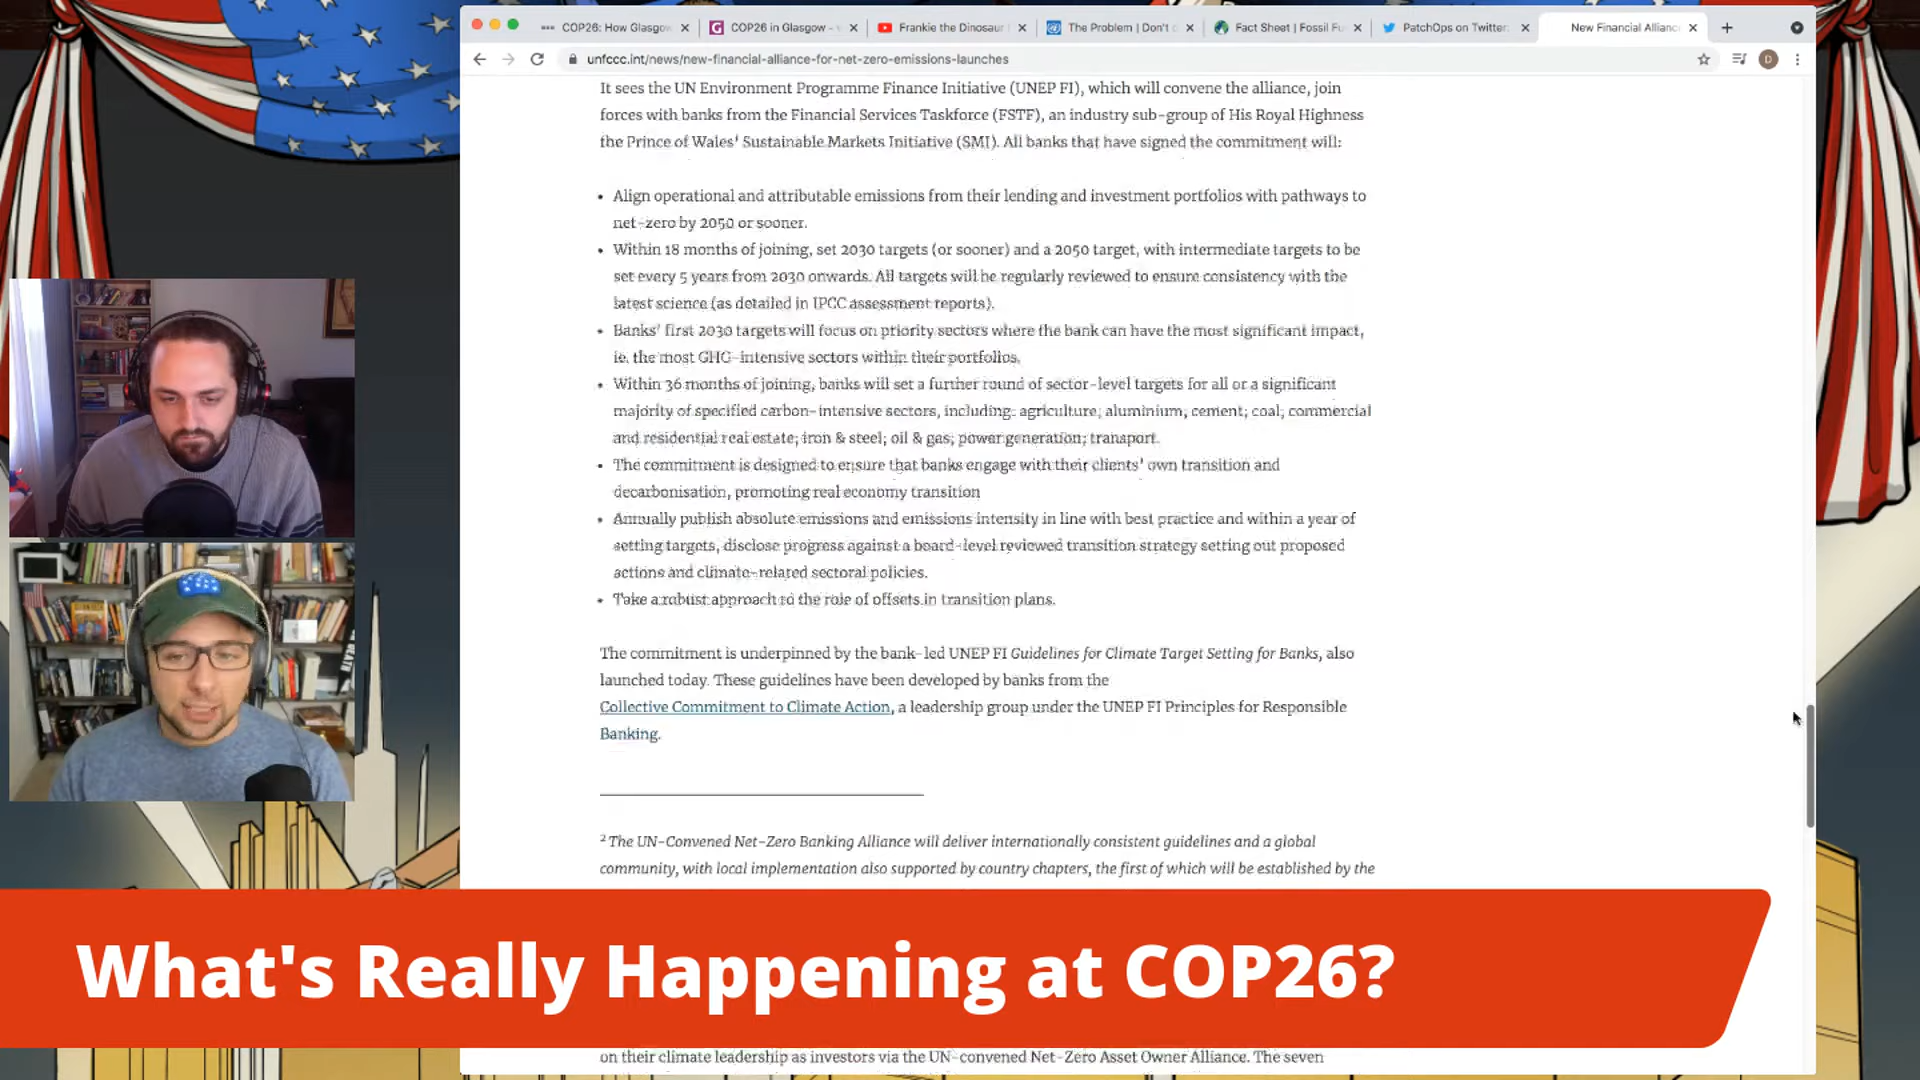 COP26: How Glasgow
COP26 in Glasgow -
Frankie the Dinosaur
The Problem | Don't c
Fact Sheet | Fossil Fu
PatchOps on Twitter:
New Financial Alliance
unfccc.int/news/new-financial-alliance-for-net-zero-emissions-launches
D
It sees the UN Environment Programme Finance Initiative (UNEP FI), which will convene the alliance, join
forces with banks from the Financial Services Taskforce (FSTF), an industry sub-group of His Royal Highness
the Prince of Wales' Sustainable Markets Initiative (SMI). All banks that have signed the commitment will:
• Align operational and attributable emissions from their lending and investment portfolios with pathways to
net-zero by 2050 or sooner.
• Within 18 months of joining, set 2030 targets (or sooner) and a 2050 target, with intermediate targets to be
set every 5 years from 2030 onwards. All targets will be regularly reviewed to ensure consistency with the
latest science (as detailed in IPCC assessment reports).
• Banks' first 2030 targets will focus on priority sectors where the bank can have the most significant impact,
ie. the most GHG-intensive sectors within their portfolios.
• Within 36 months of joining, banks will set a further round of sector-level targets for all or a significant
majority of specified carbon-intensive sectors, including: agriculture; aluminium; cement; coal; commercial
and residential real estate; iron & steel; oil & gas; power generation; transport.
• The commitment is designed to ensure that banks engage with their clients' own transition and
decarbonisation, promoting real economy transition
• Annually publish absolute emissions and emissions intensity in line with best practice and within a year of
setting targets, disclose progress against a board-level reviewed transition strategy setting out proposed
actions and climate-related sectoral policies.
• Take a robust approach to the role of offsets in transition plans.
The commitment is underpinned by the bank-led UNEP FI Guidelines for Climate Target Setting for Banks, also
launched today. These guidelines have been developed by banks from the
Collective Commitment to Climate Action, a leadership group under the UNEP FI Principles for Responsible
Banking.
2 The UN-Convened Net-Zero Banking Alliance will deliver internationally consistent guidelines and a global
community, with local implementation also supported by country chapters, the first of which will be established by the
What's Really Happening at COP26?
on their climate leadership as investors via the UN-convened Net-Zero Asset Owner Alliance. The seven